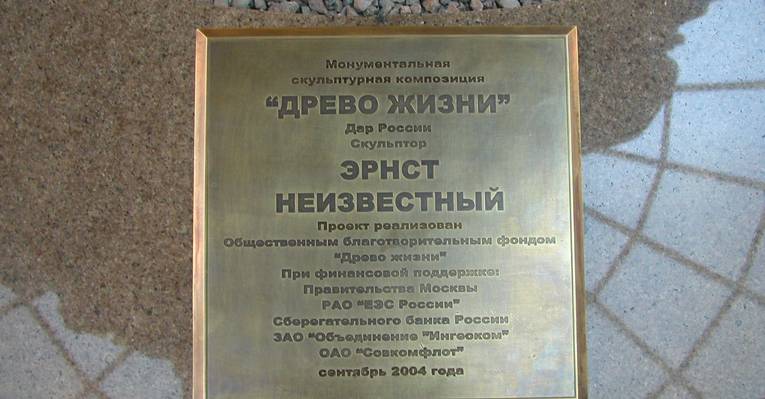 Монументальная
скульптурная композиция
“ДРЕВО ЖИЗНИ”
Дар России
Скульптор
ЭРНСТ
НЕИЗВЕСТНЫЙ
Проект реализован
Общественным благотворительным фондом
“Древо жизни”
При финансовой поддержке:
Правительства Москвы
РАО “ЕЭС России”
Сберегательного банка России
ЗАО “Объединение "Ингеоком"
ОАО “Совкомфлот”
сентябрь 2004 года